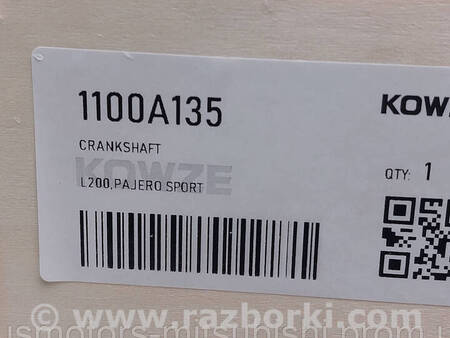 1100A135
KOWZE
CRANKSHAFT
KOWZE
L200,PAJERO SPORT
QTY: 1
© www.razborki.com